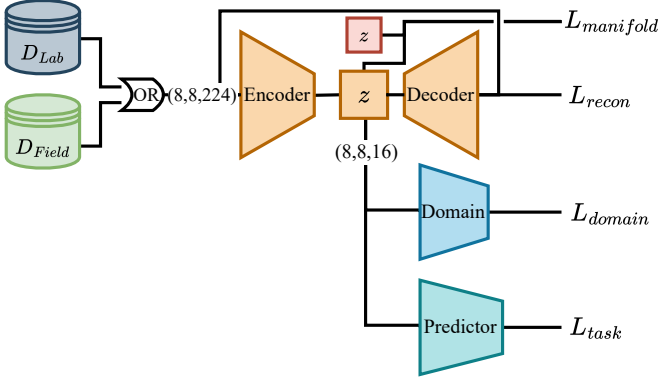 D_Lab
D_Field
OR
(8,8,224)
Encoder
z
z
Decoder
(8,8,16)
Domain
Predictor
L_manifold
L_recon
L_domain
L_task